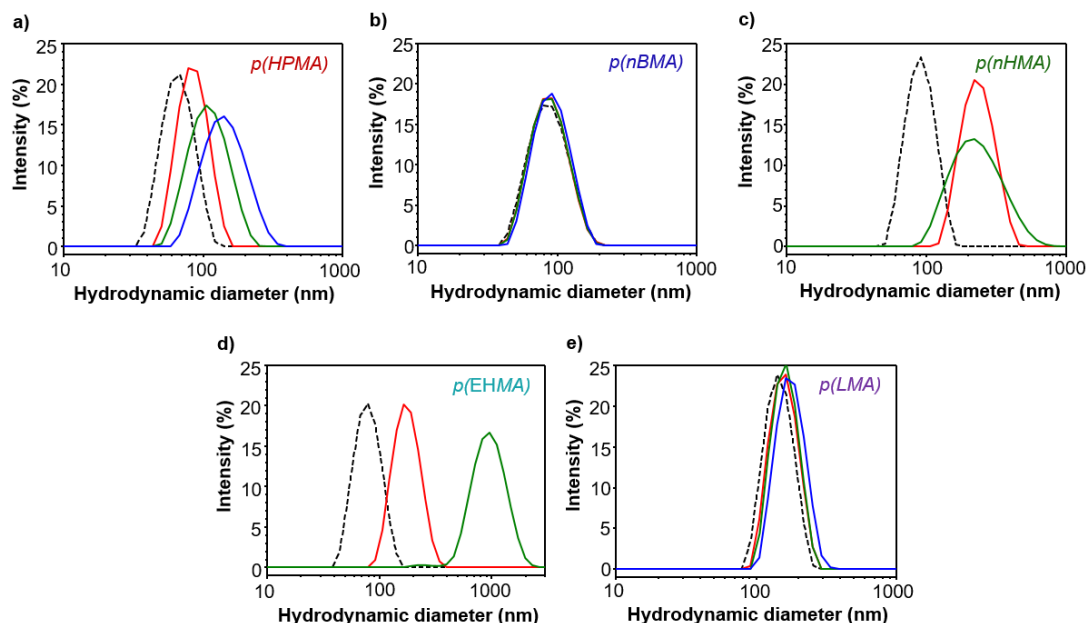 a)
p(HPMA)
Intensity (%)
25
20
15
10
5
0
10
100
1000
Hydrodynamic diameter (nm)
b)
p(nBMA)
Intensity (%)
25
20
15
10
5
0
10
100
1000
Hydrodynamic diameter (nm)
c)
p(nHMA)
Intensity (%)
25
20
15
10
5
0
10
100
1000
Hydrodynamic diameter (nm)
d)
p(EHMA)
Intensity (%)
25
20
15
10
5
0
10
100
1000
Hydrodynamic diameter (nm)
e)
p(LMA)
Intensity (%)
25
20
15
10
5
0
10
100
1000
Hydrodynamic diameter (nm)